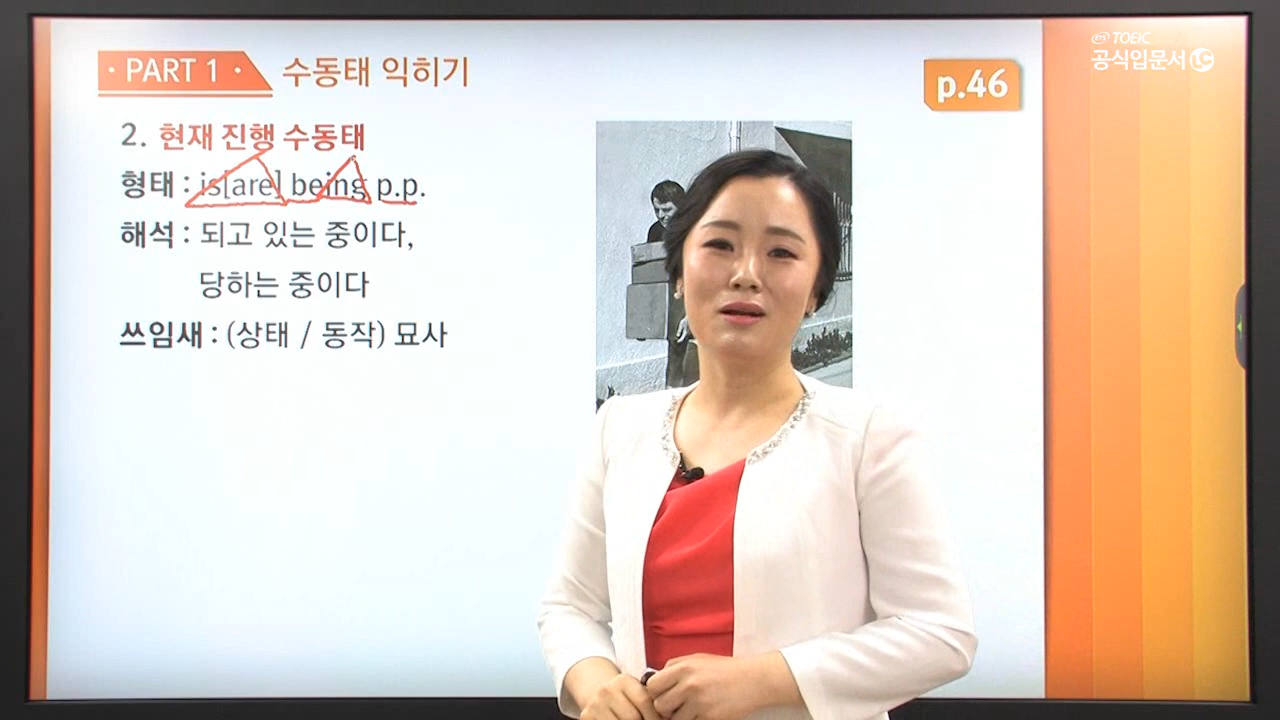 ETS TOEIC
공식입문서 LC
· PART 1 · 수동태 익히기
p.46
2. 현재 진행 수동태
형태 : is[are] being p.p.
해석 : 되고 있는 중이다,
당하는 중이다
쓰임새 : (상태 / 동작) 묘사